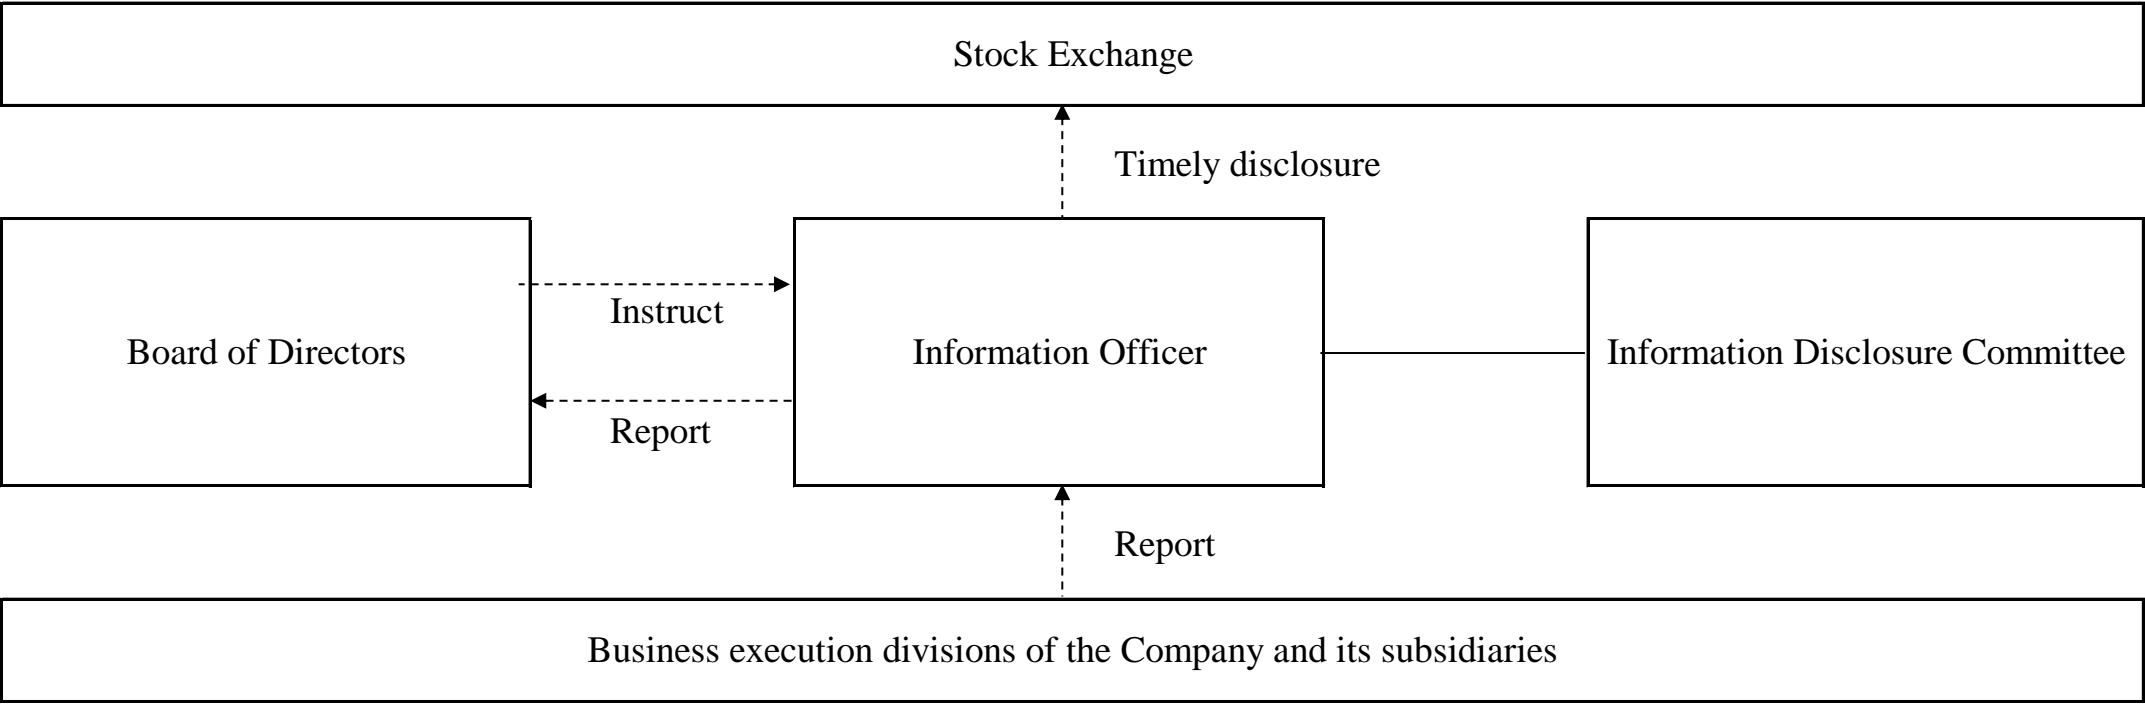 Stock Exchange
Timely disclosure
Instruct
Board of Directors
Information Officer
Information Disclosure Committee
Report
Report
Business execution divisions of the Company and its subsidiaries